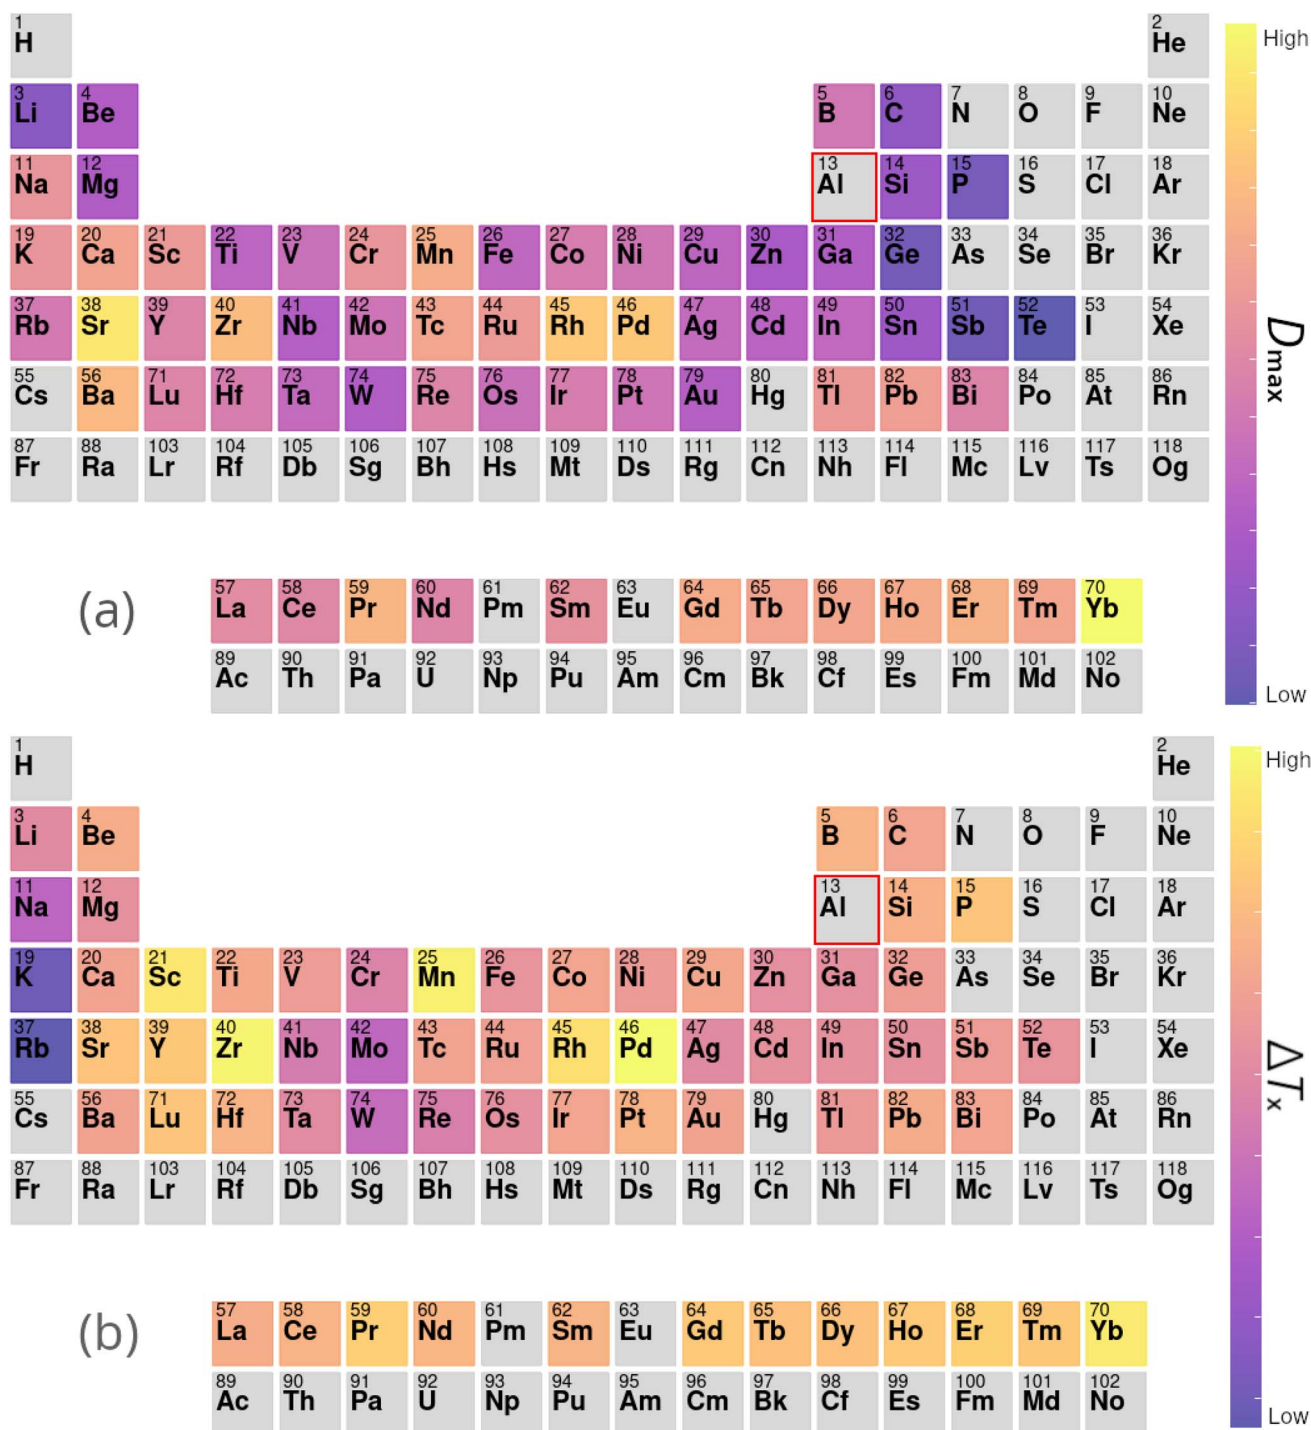 1 2
H He
High
3 4 5 6 7 8 9 10
Li Be B C N O F Ne
11 12 13 14 15 16 17 18
Na Mg Al Si P S Cl Ar
19 20 21 22 23 24 25 26 27 28 29 30 31 32 33 34 35 36
K Ca Sc Ti V Cr Mn Fe Co Ni Cu Zn Ga Ge As Se Br Kr
37 38 39 40 41 42 43 44 45 46 47 48 49 50 51 52 53 54
Rb Sr Y Zr Nb Mo Tc Ru Rh Pd Ag Cd In Sn Sb Te I Xe
Dmax
55 56 71 72 73 74 75 76 77 78 79 80 81 82 83 84 85 86
Cs Ba Lu Hf Ta W Re Os Ir Pt Au Hg Tl Pb Bi Po At Rn
87 88 103 104 105 106 107 108 109 110 111 112 113 114 115 116 117 118
Fr Ra Lr Rf Db Sg Bh Hs Mt Ds Rg Cn Nh Fl Mc Lv Ts Og
57 58 59 60 61 62 63 64 65 66 67 68 69 70
(a) La Ce Pr Nd Pm Sm Eu Gd Tb Dy Ho Er Tm Yb
89 90 91 92 93 94 95 96 97 98 99 100 101 102
Ac Th Pa U Np Pu Am Cm Bk Cf Es Fm Md No
Low
1 2
H He
High
3 4 5 6 7 8 9 10
Li Be B C N O F Ne
11 12 13 14 15 16 17 18
Na Mg Al Si P S Cl Ar
19 20 21 22 23 24 25 26 27 28 29 30 31 32 33 34 35 36
K Ca Sc Ti V Cr Mn Fe Co Ni Cu Zn Ga Ge As Se Br Kr
37 38 39 40 41 42 43 44 45 46 47 48 49 50 51 52 53 54
Rb Sr Y Zr Nb Mo Tc Ru Rh Pd Ag Cd In Sn Sb Te I Xe
ΔTx
55 56 71 72 73 74 75 76 77 78 79 80 81 82 83 84 85 86
Cs Ba Lu Hf Ta W Re Os Ir Pt Au Hg Tl Pb Bi Po At Rn
87 88 103 104 105 106 107 108 109 110 111 112 113 114 115 116 117 118
Fr Ra Lr Rf Db Sg Bh Hs Mt Ds Rg Cn Nh Fl Mc Lv Ts Og
57 58 59 60 61 62 63 64 65 66 67 68 69 70
(b) La Ce Pr Nd Pm Sm Eu Gd Tb Dy Ho Er Tm Yb
89 90 91 92 93 94 95 96 97 98 99 100 101 102
Ac Th Pa U Np Pu Am Cm Bk Cf Es Fm Md No
Low